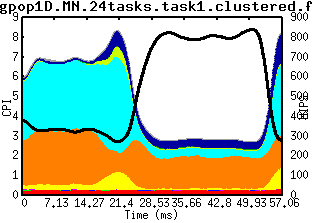 gpop1D.MN.24tasks.task1.clustered.f
9 900
8 800
7 700
6 600
5 500
CPI MIPS
4 400
3 300
2 200
1 100
0 0
0 7,13 14,27 21,4 28,53 35,66 42,8 49,93 57,06
Time (ms)